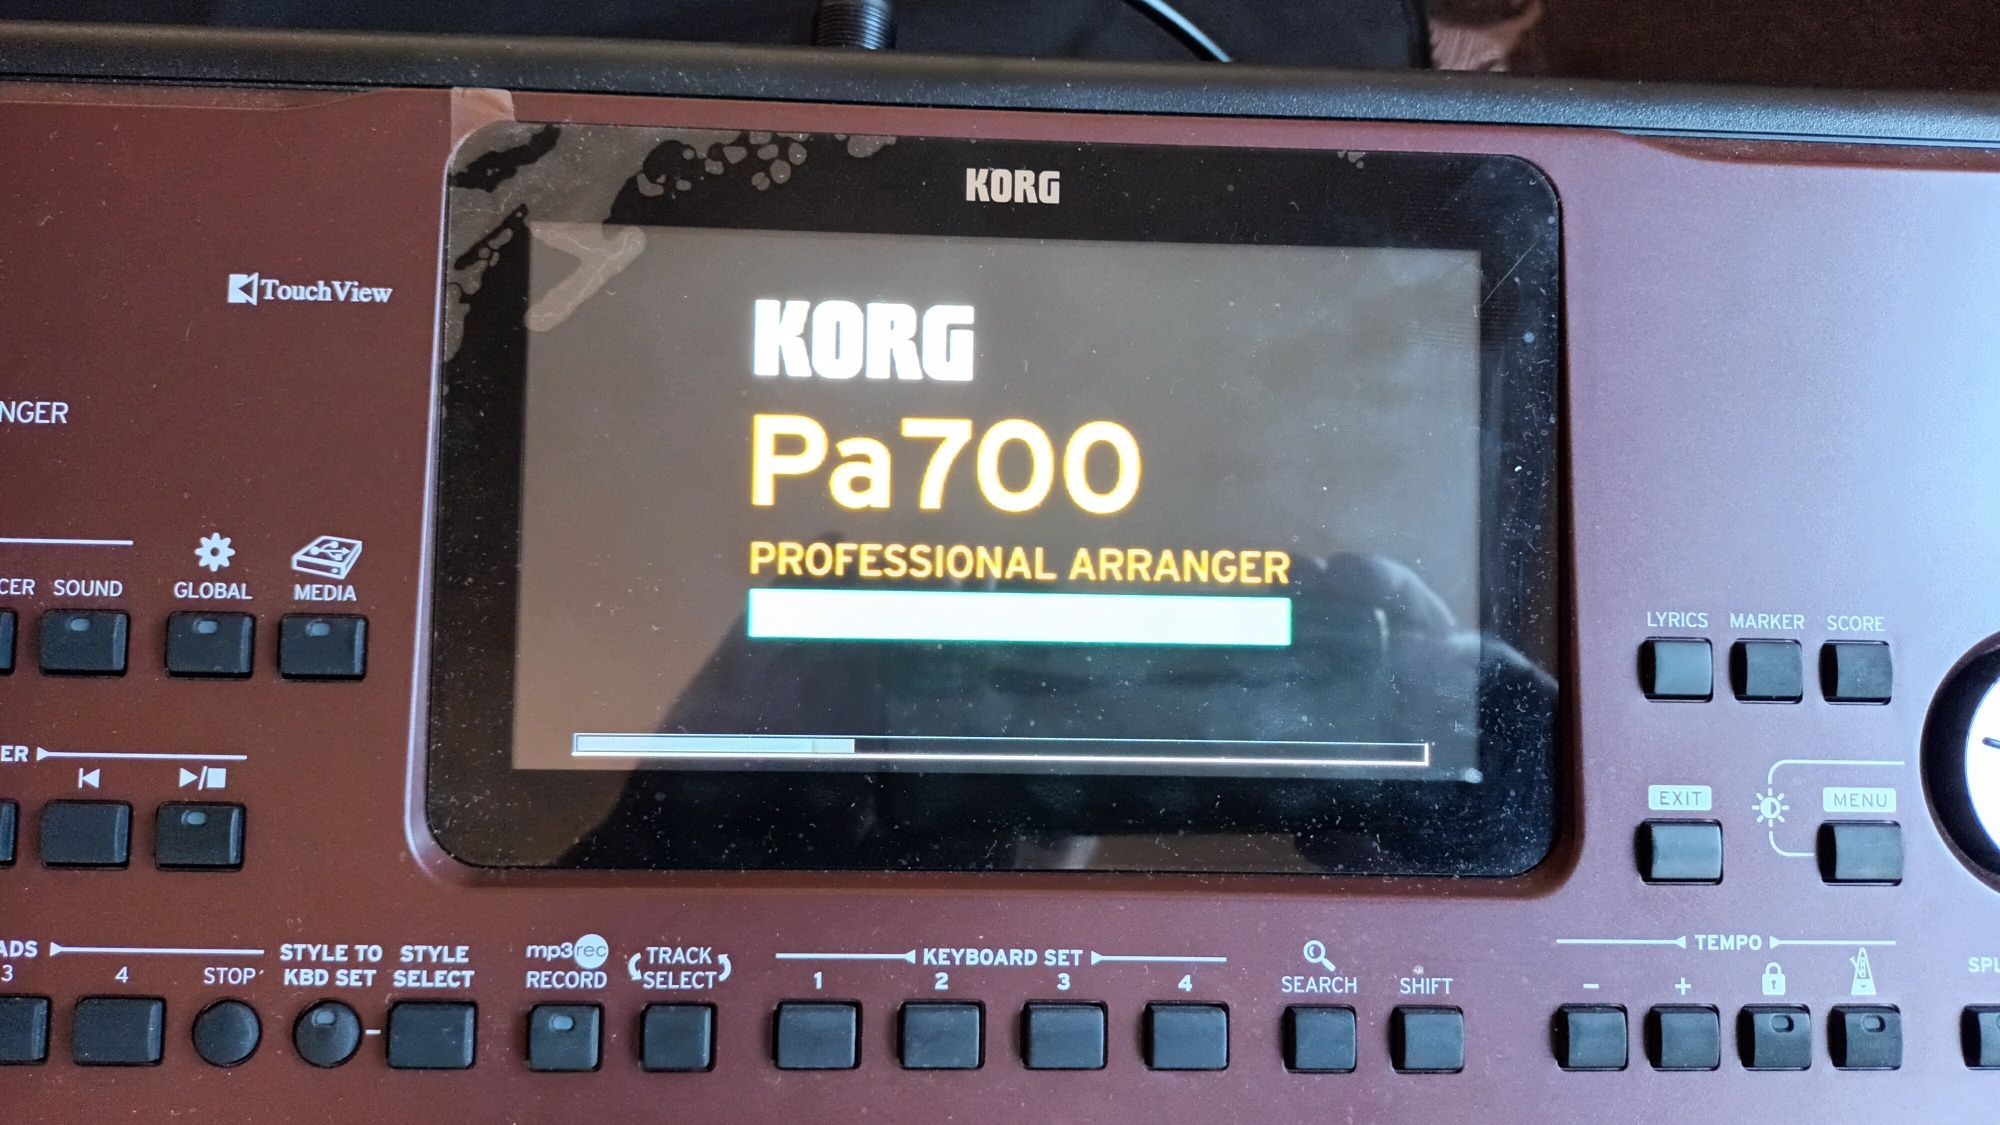 KORG
TouchView
KORG
Pa700
PROFESSIONAL ARRANGER
NGER
CER SOUND GLOBAL MEDIA
LYRICS MARKER SCORE
ER
EXIT MENU
ADS
3 4 STOP
STYLE TO
KBD SET
STYLE
SELECT
mp3rec
RECORD
TRACK
SELECT
KEYBOARD SET
1 2 3 4
SEARCH SHIFT
TEMPO
- +
SPL